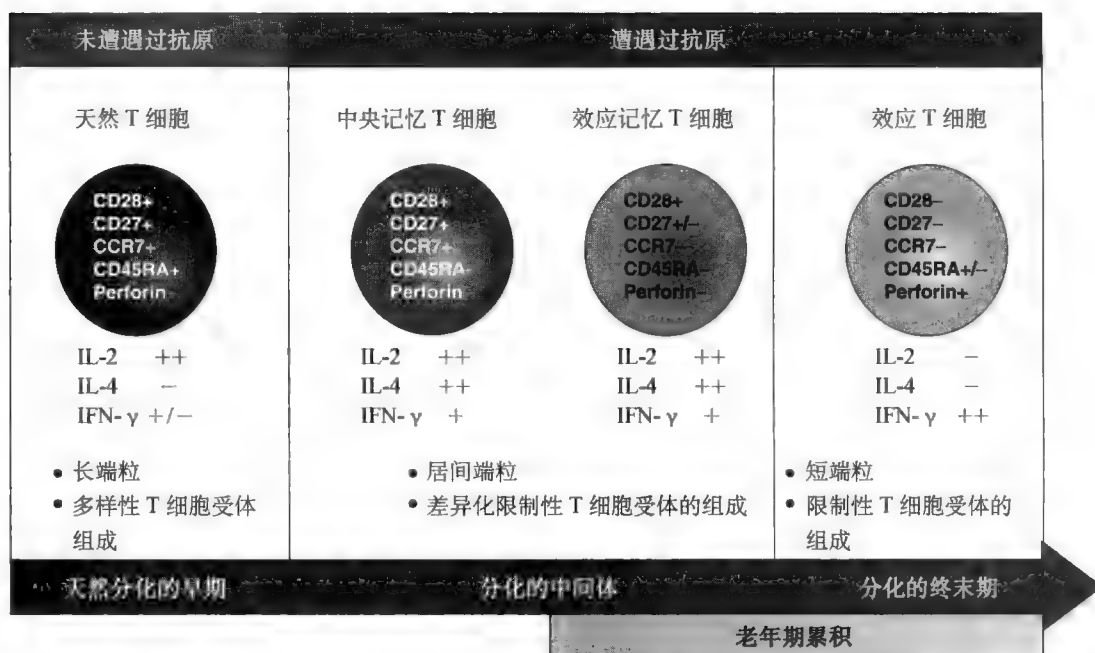 未遭遇过抗原 遭遇过抗原
天然 T 细胞 中央记忆 T 细胞 效应记忆 T 细胞 效应 T 细胞
CD28+ CD28+ CD28+ CD28−
CD27+ CD27+ CD27+/− CD27−
CCR7+ CCR7+ CCR7− CCR7−
CD45RA+ CD45RA- CD45RA− CD45RA+/−
Perforin- Perforin Perforin− Perforin+
IL-2 ++ IL-2 ++ IL-2 ++ IL-2 −
IL-4 − IL-4 ++ IL-4 ++ IL-4 −
IFN- γ +/− IFN- γ + IFN- γ + IFN- γ ++
• 长端粒 • 居间端粒 • 短端粒
• 多样性 T 细胞受体 • 差异化限制性 T 细胞受体的组成 • 限制性 T 细胞受体的
组成 组成
天然分化的早期 分化的中间体 分化的终末期
老年期累积